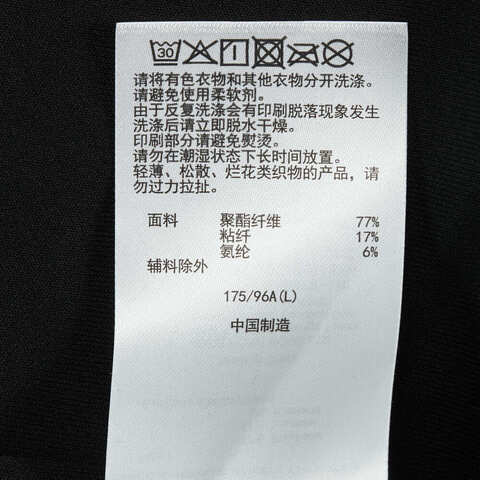 30
请将有色衣物和其他衣物分开洗涤。
请避免使用柔软剂。
由于反复洗涤会有印刷脱落现象发生
洗涤后请立即脱水干燥。
印刷部分请避免熨烫。
请勿在潮湿状态下长时间放置。
轻薄、松散、烂花类织物的产品，请
勿过力拉扯。
面料 聚酯纤维 77%
粘纤 17%
氨纶 6%
辅料除外
175/96A(L)
中国制造